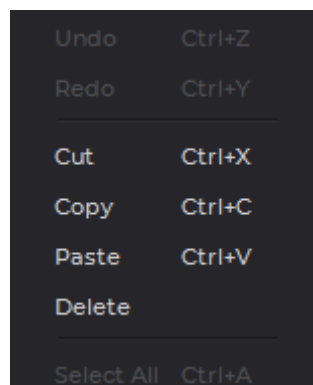 Undo Ctrl+Z
Redo Ctrl+Y
Cut Ctrl+X
Copy Ctrl+C
Paste Ctrl+V
Delete
Select All Ctrl+A